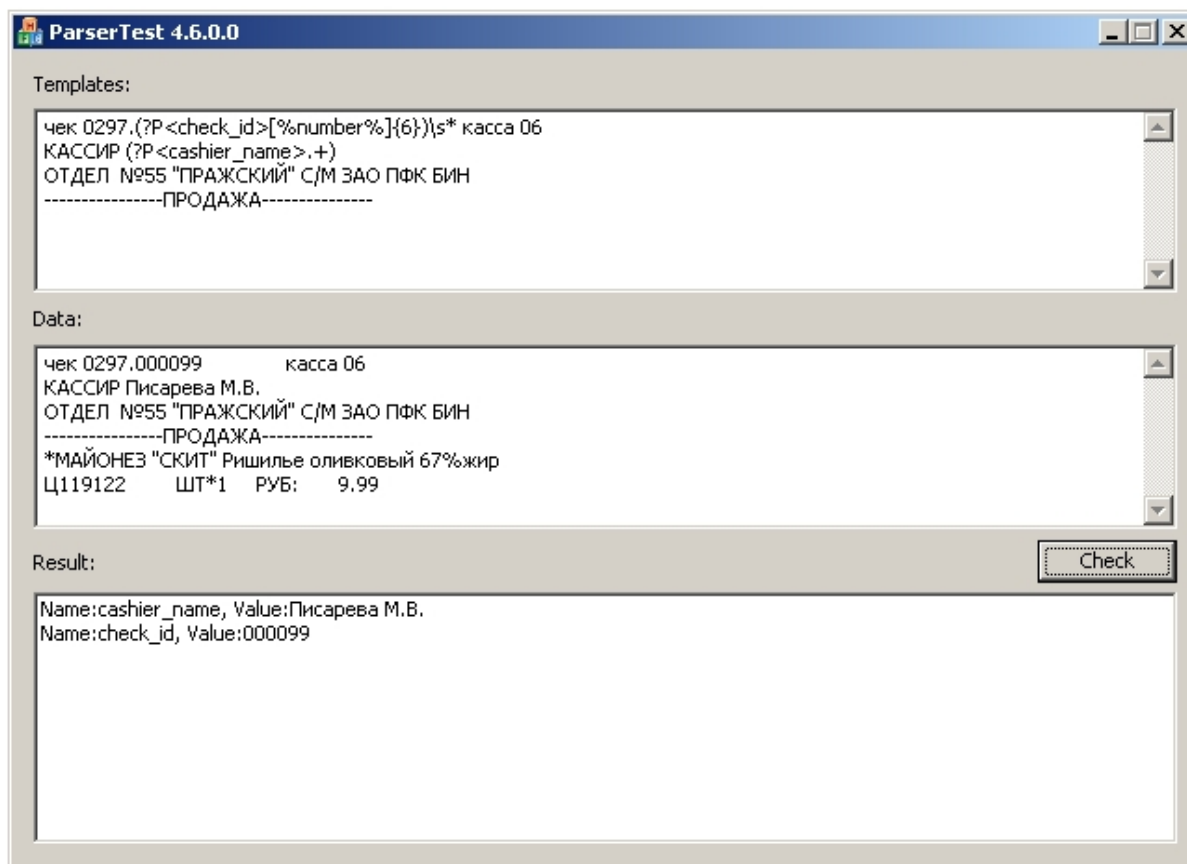 ParserTest 4.6.0.0
Templates:
чек 0297.(?P<check_id>[%number%]{6})\s* касса 06
КАССИР (?P<cashier_name>.+)
ОТДЕЛ  №55 "ПРАЖСКИЙ" С/М ЗАО ПФК БИН
----------------ПРОДАЖА---------------
Data:
чек 0297.000099               касса 06
КАССИР Писарева М.В.
ОТДЕЛ  №55 "ПРАЖСКИЙ" С/М ЗАО ПФК БИН
----------------ПРОДАЖА---------------
*МАЙОНЕЗ "СКИТ" Ришилье оливковый 67%жир
Ц119122         ШТ*1     РУБ:       9.99
Result:
Check
Name:cashier_name, Value:Писарева М.В.
Name:check_id, Value:000099